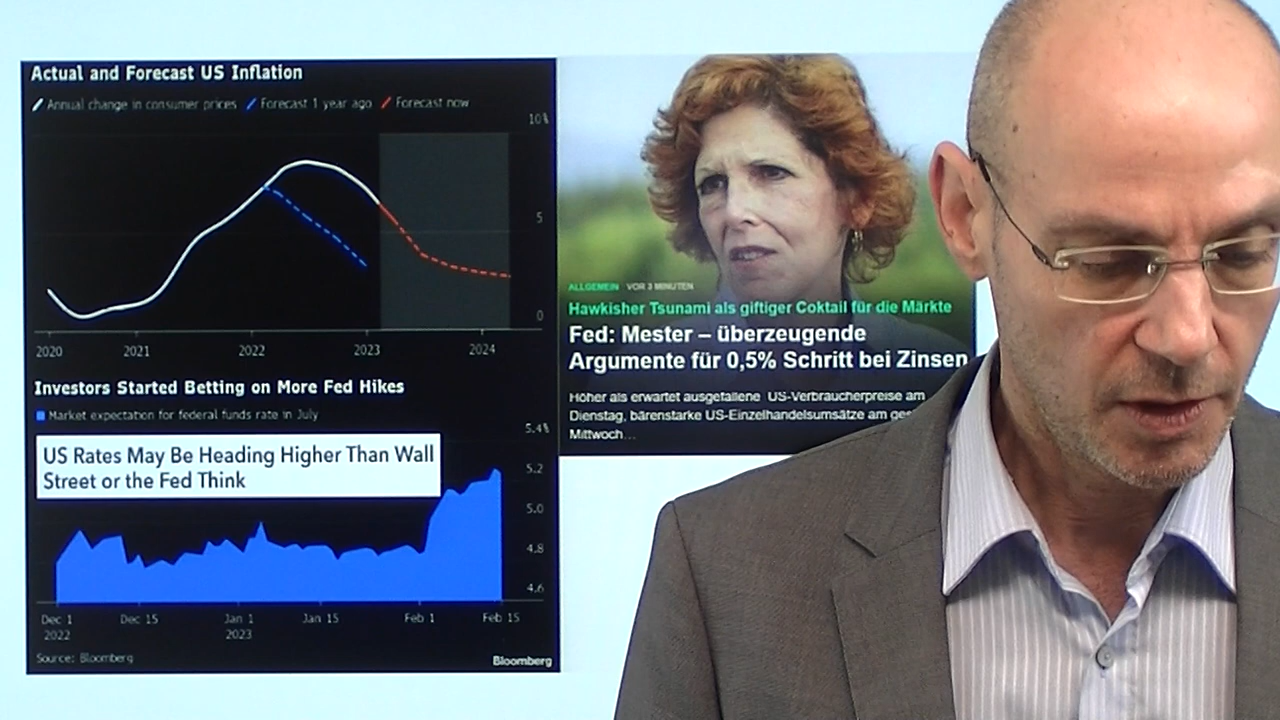 Actual and Forecast US Inflation
Annual change in consumer prices Forecast 1 year ago Forecast now
10%
5
0
2020 2021 2022 2023 2024
Investors Started Betting on More Fed Hikes
Market expectation for federal funds rate in July
5.4%
US Rates May Be Heading Higher Than Wall
Street or the Fed Think
5.2
5.0
4.8
4.6
Dec 1 Dec 15 Jan 1 Jan 15 Feb 1 Feb 15
2022 2023
Source: Bloomberg
Bloomberg
ALLGEMEIN VOR 3 MINUTEN
Hawkisher Tsunami als giftiger Coktail für die Märkte
Fed: Mester – überzeugende
Argumente für 0,5% Schritt bei Zinsen
Höher als erwartet ausgefallene US-Verbraucherpreise am
Dienstag, bärenstarke US-Einzelhandelsumsätze am
Mittwoch…